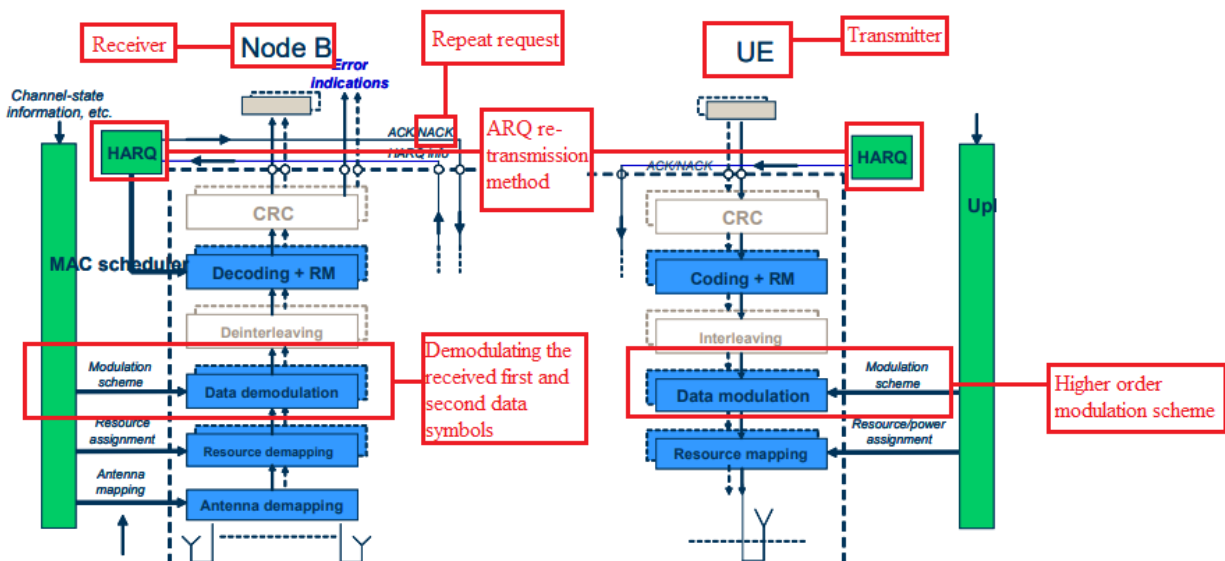 Receiver
Node B
Error
indications
Repeat request
UE
Transmitter
Channel-state
information, etc.
HARQ
ACK/NACK
HARQ info
ARQ re-
transmission
method
ACK/NACK
HARQ
CRC
CRC
Upl
MAC scheduler
Decoding + RM
Coding + RM
Deinterleaving
Interleaving
Modulation
scheme
Data demodulation
Demodulating the
received first and
second data
symbols
Data modulation
Modulation
scheme
Higher order
modulation scheme
Resource
assignment
Resource demapping
Resource mapping
Resource/power
assignment
Antenna
mapping
Antenna demapping